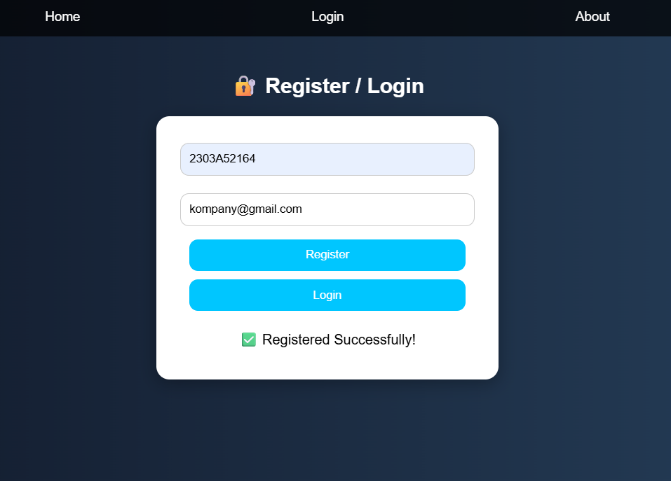 Home Login About
🔐 Register / Login
2303A52164
kompany@gmail.com
Register
Login
✅ Registered Successfully!